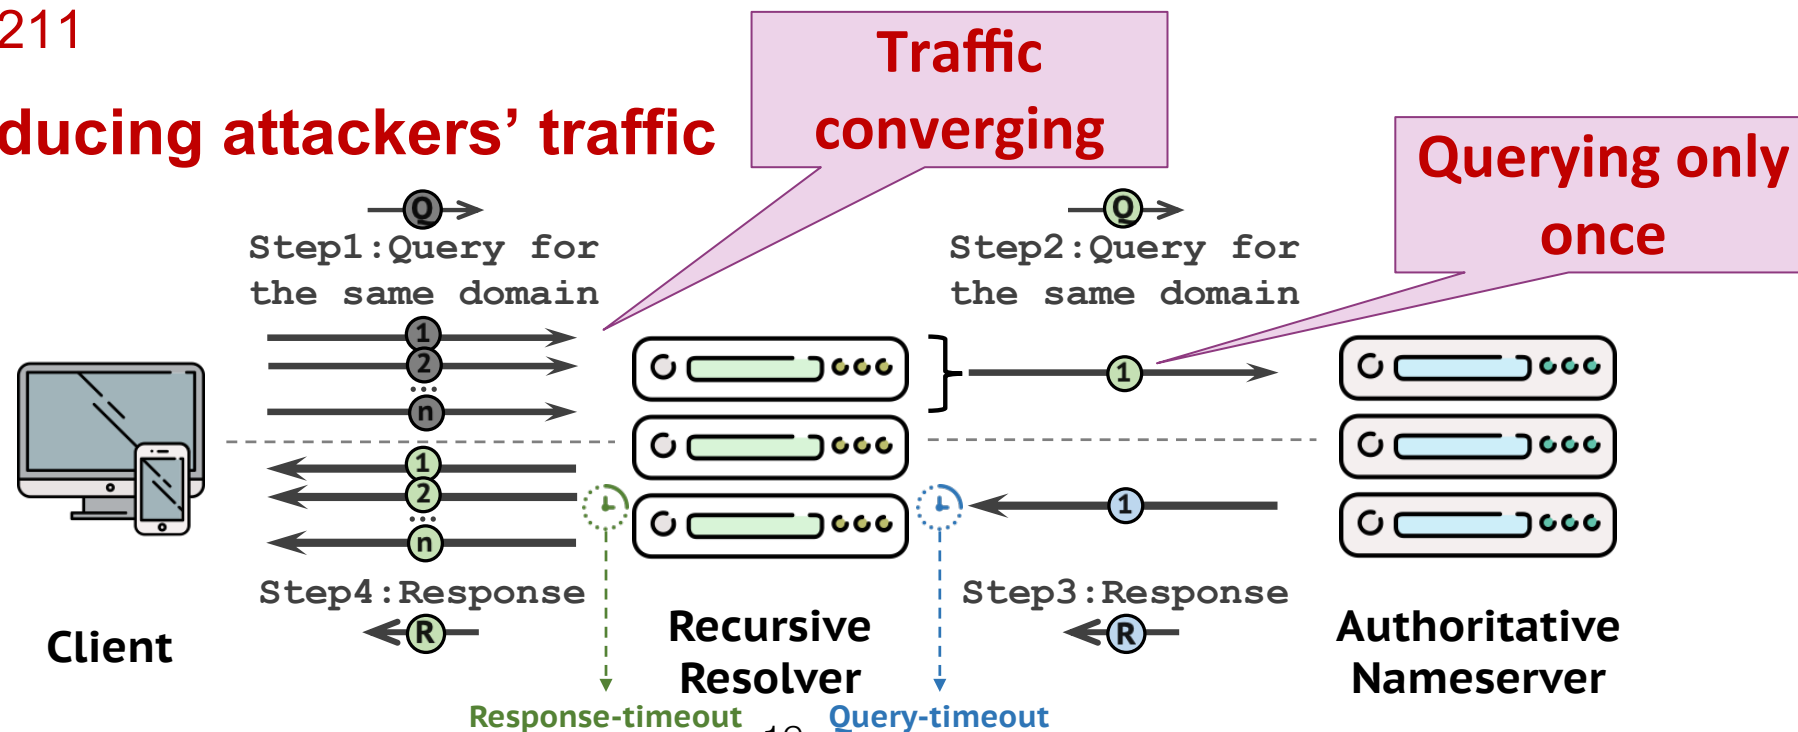 211
ducing attackers’ traffic
Traffic
converging
Querying only
once
Q
Step1:Query for
the same domain
Q
Step2:Query for
the same domain
1
2
...
n
1
1
2
...
n
1
Step4:Response
R
Step3:Response
R
Client
Recursive
Resolver
Authoritative
Nameserver
Response-timeout
Query-timeout